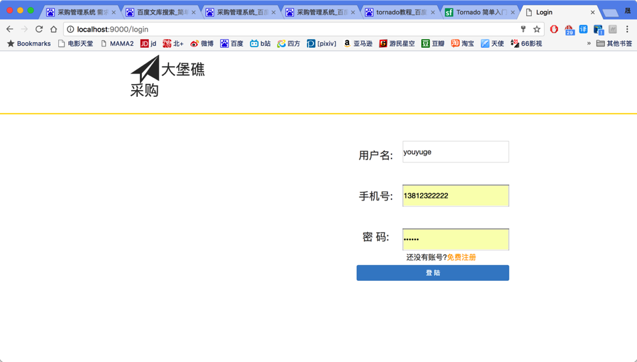 采购管理系统
百度文库搜索_
采购管理系统_百
采购管理系统_百
tornado教程_百
Tornado 简单入
Login
localhost:9000/login
Bookmarks 电影天堂 MAMA2 jd 北+ 微博 百度 b站 四方 [pixiv] 亚马逊 游民星空 豆瓣 淘宝 天使 66影视 » 其他书签
大堡礁
采购
用户名: youyuge
手机号: 13812322222
密 码: ••••••
还没有账号?免费注册
登 陆